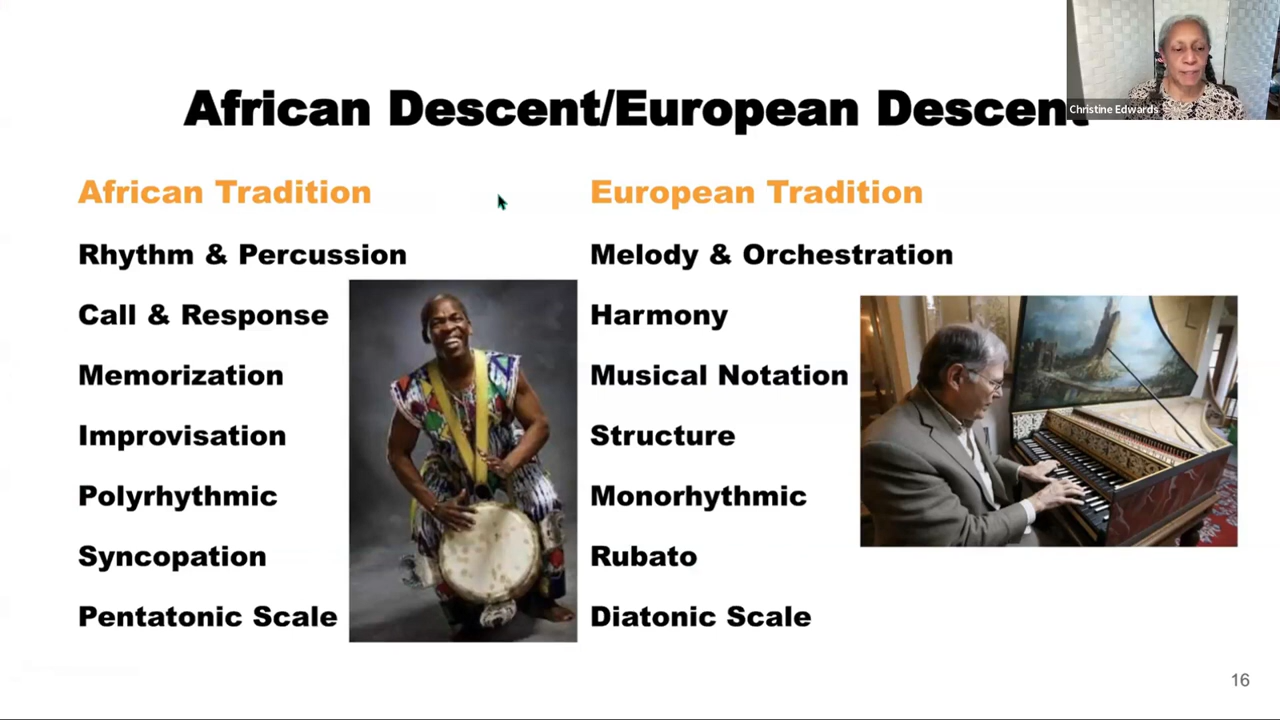 Christine Edwards
African Descent/European Descent
African Tradition
Rhythm & Percussion
Call & Response
Memorization
Improvisation
Polyrhythmic
Syncopation
Pentatonic Scale
European Tradition
Melody & Orchestration
Harmony
Musical Notation
Structure
Monorhythmic
Rubato
Diatonic Scale
16